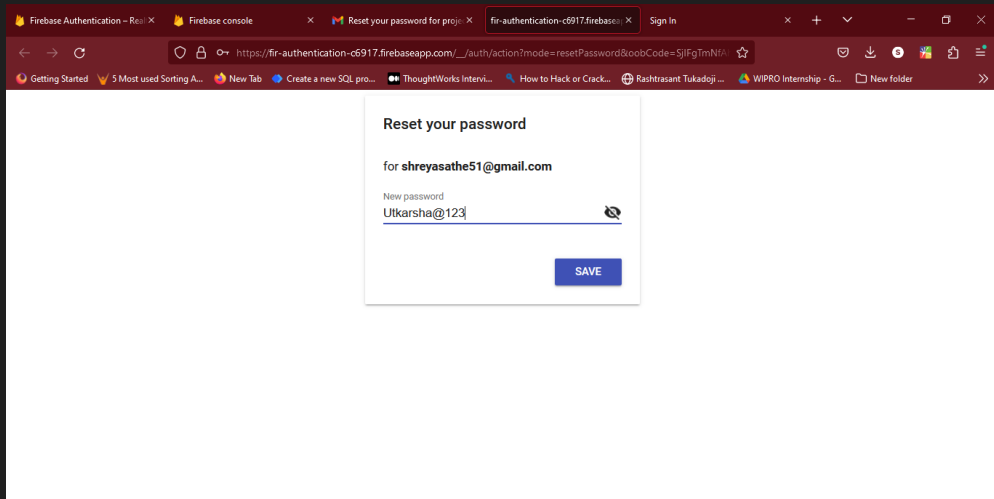 Firebase Authentication – Real
Firebase console
Reset your password for projec
fir-authentication-c6917.firebaseap
Sign In
https://fir-authentication-c6917.firebaseapp.com/__/auth/action?mode=resetPassword&oobCode=SjlFgTmNfA
Getting Started
5 Most used Sorting A...
New Tab
Create a new SQL pro...
ThoughtWorks Intervi...
How to Hack or Crack...
Rashtrasant Tukadoji ...
WIPRO Internship - G...
New folder
Reset your password
for shreyasathe51@gmail.com
New password
Utkarsha@123
SAVE